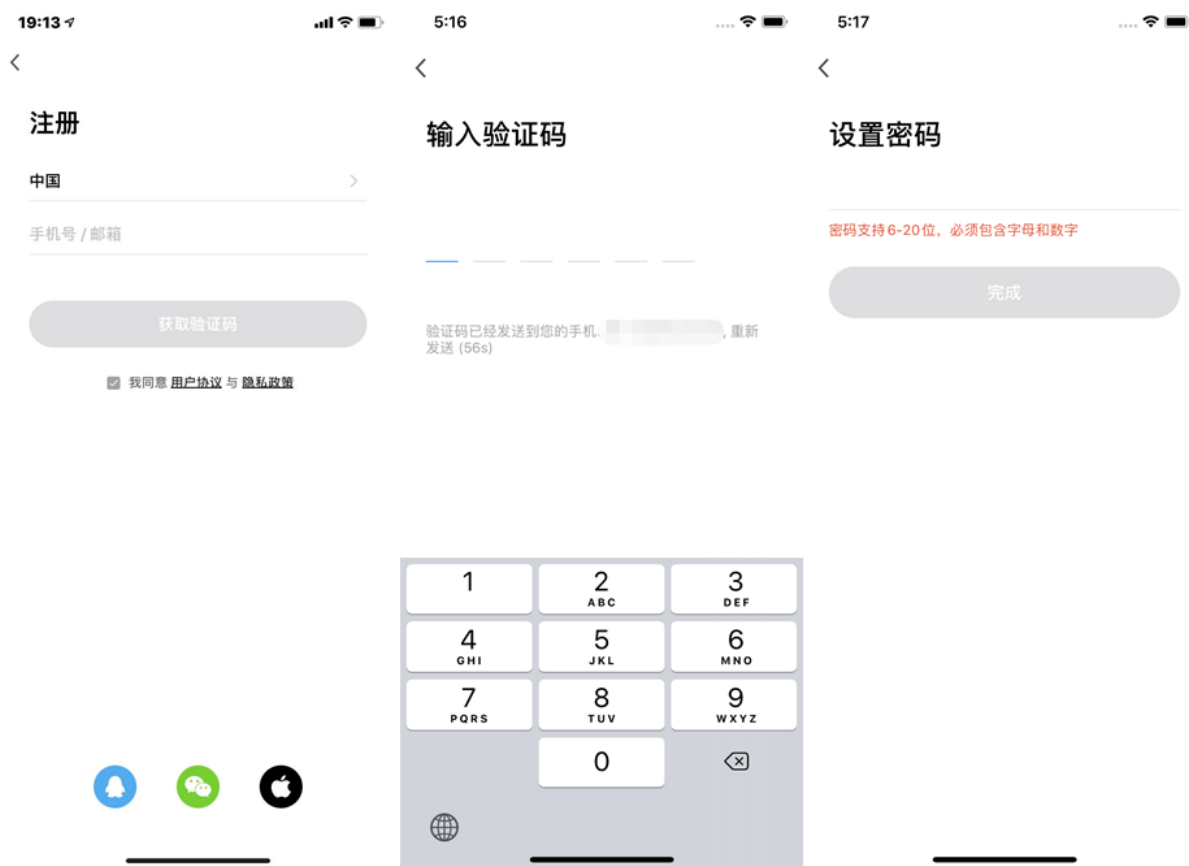 19:13
注册
中国
手机号 / 邮箱
获取验证码
我同意 用户协议 与 隐私政策
5:16
输入验证码
验证码已经发送到您的手机. , 重新
发送 (56s)
1
2
ABC
3
DEF
4
GHI
5
JKL
6
MNO
7
PQRS
8
TUV
9
WXYZ
0
5:17
设置密码
密码支持6-20位，必须包含字母和数字
完成